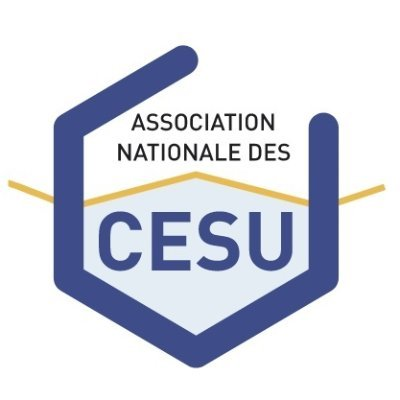 ASSOCIATION
NATIONALE DES
CESU